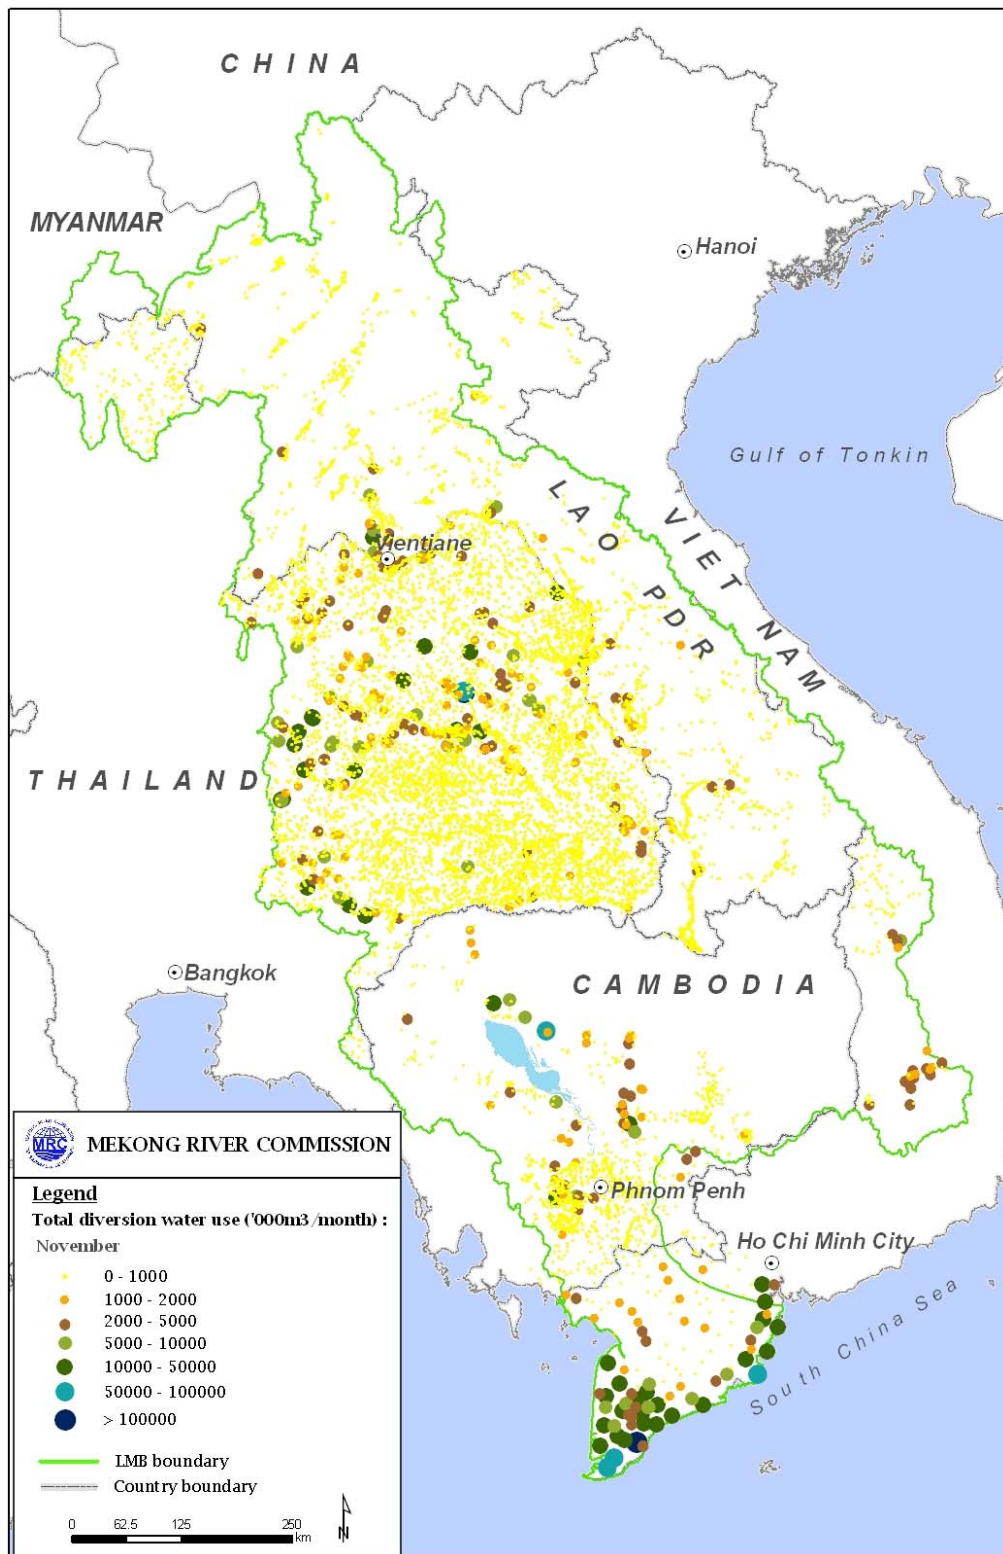 CHINA
MYANMAR
Hanoi
Gulf of Tonkin
LAO PDR
VIET NAM
Vientiane
THAILAND
Bangkok
CAMBODIA
Phnom Penh
Ho Chi Minh City
South China Sea
MRC
MEKONG RIVER COMMISSION
Legend
Total diversion water use ('000m3/month) :
November
0 - 1000
1000 - 2000
2000 - 5000
5000 - 10000
10000 - 50000
50000 - 100000
> 100000
LMB boundary
Country boundary
0 62.5 125 250
km
N